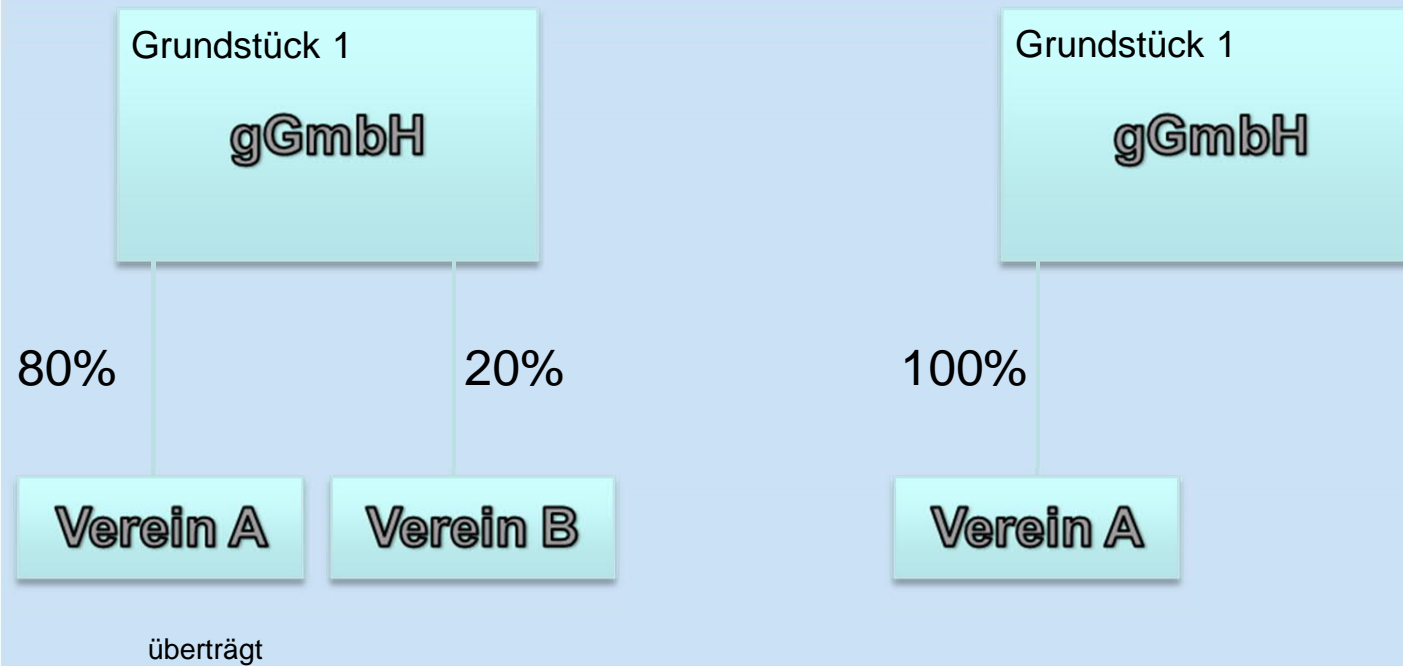 Grundstück 1
gGmbH
80%
20%
Verein A
Verein B
überträgt
Grundstück 1
gGmbH
100%
Verein A